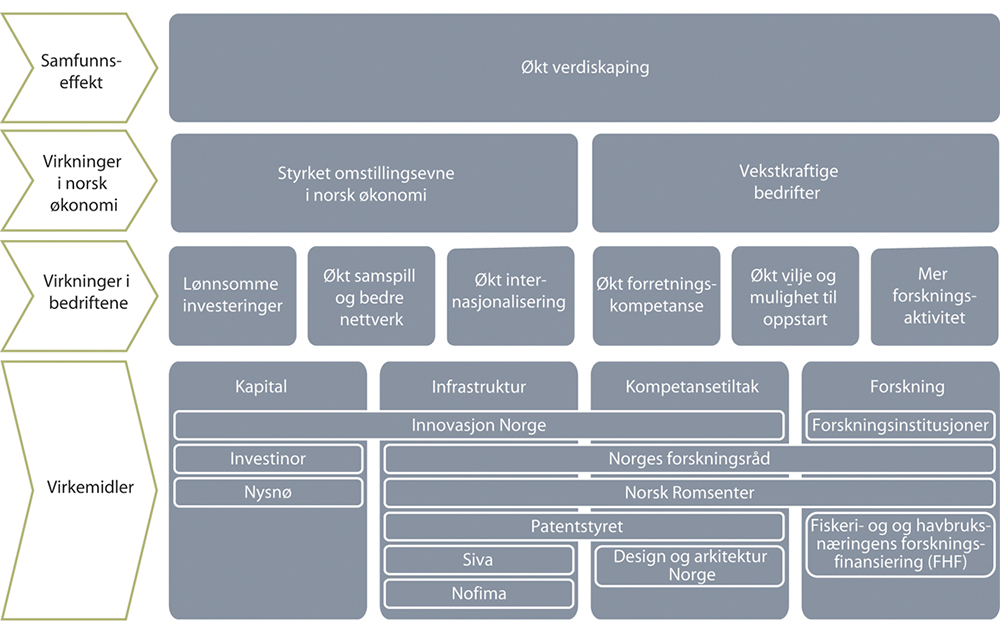 Samfunns-
effekt
Økt verdiskaping
Virkninger
i norsk
økonomi
Styrket omstillingsevne
i norsk økonomi
Vekstkraftige
bedrifter
Virkninger i
bedriftene
Lønnsomme
investeringer
Økt samspill
og bedre
nettverk
Økt inter-
nasjonalisering
Økt forretnings-
kompetanse
Økt vilje og
mulighet til
oppstart
Mer
forsknings-
aktivitet
Virkemidler
Kapital
Infrastruktur
Kompetansetiltak
Forskning
Innovasjon Norge
Forskningsinstitusjoner
Investinor
Norges forskningsråd
Nysnø
Norsk Romsenter
Patentstyret
Fiskeri- og og havbruks-
næringens forsknings-
finansiering (FHF)
Siva
Design og arkitektur
Norge
Nofima